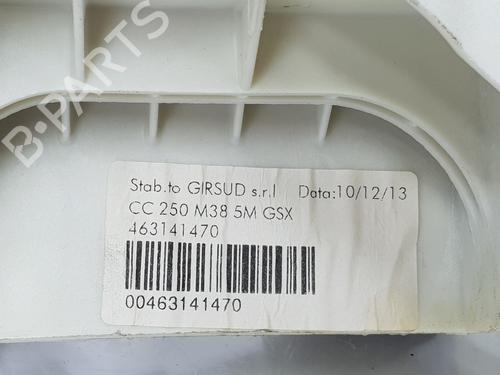 B-PARTS
Stab.to GIRSUD s.r.l Data:10/12/13
CC 250 M38 5M GSX
463141470
00463141470